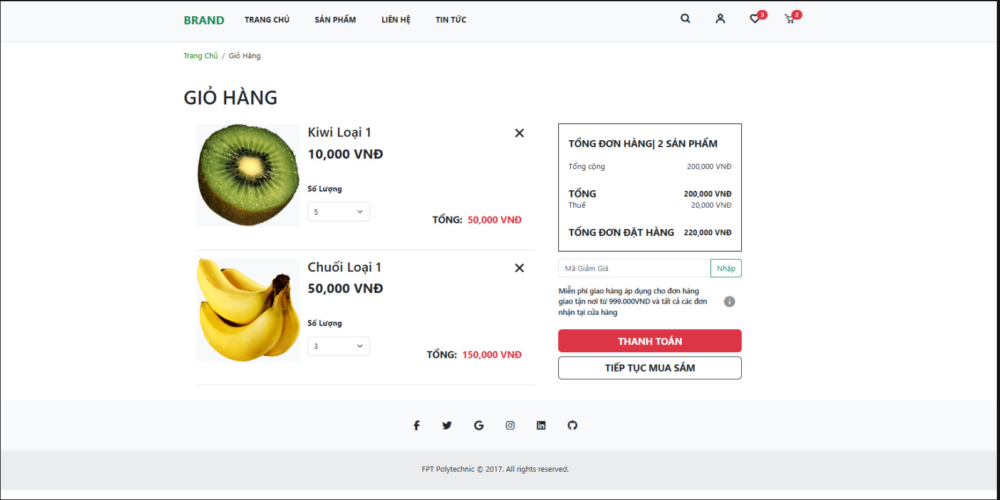 BRAND TRANG CHỦ SẢN PHẨM LIÊN HỆ TIN TỨC 3 2
Trang Chủ / Giỏ Hàng
GIỎ HÀNG
Kiwi Loại 1
10,000 VNĐ
Số Lượng
5
TỔNG: 50,000 VNĐ
Chuối Loại 1
50,000 VNĐ
Số Lượng
3
TỔNG: 150,000 VNĐ
TỔNG ĐƠN HÀNG| 2 SẢN PHẨM
Tổng cộng 200,000 VNĐ
TỔNG 200,000 VNĐ
Thuế 20,000 VNĐ
TỔNG ĐƠN ĐẶT HÀNG 220,000 VNĐ
Mã Giảm Giá Nhập
Miễn phí giao hàng áp dụng cho đơn hàng
giao tận nơi từ 999.000VND và tất cả các đơn
nhận tại cửa hàng
THANH TOÁN
TIẾP TỤC MUA SẮM
FPT Polytechnic © 2017. All rights reserved.